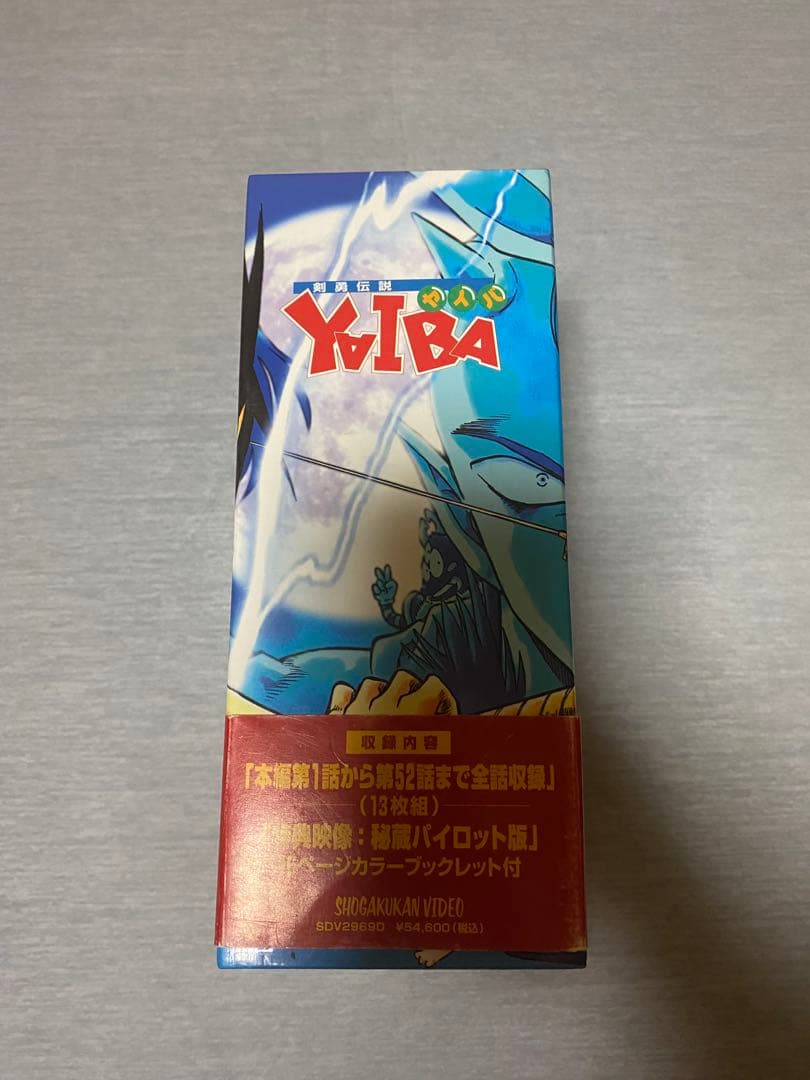 剣勇伝説
YAIBA
ヤイバ
収録内容
「本編第1話から第52話まで全話収録」
(13枚組)
映像:秘蔵パイロット版」
ページカラーブックレット付
SHOGAKUKAN VIDEO
SDV2969D ¥54,600(税込)